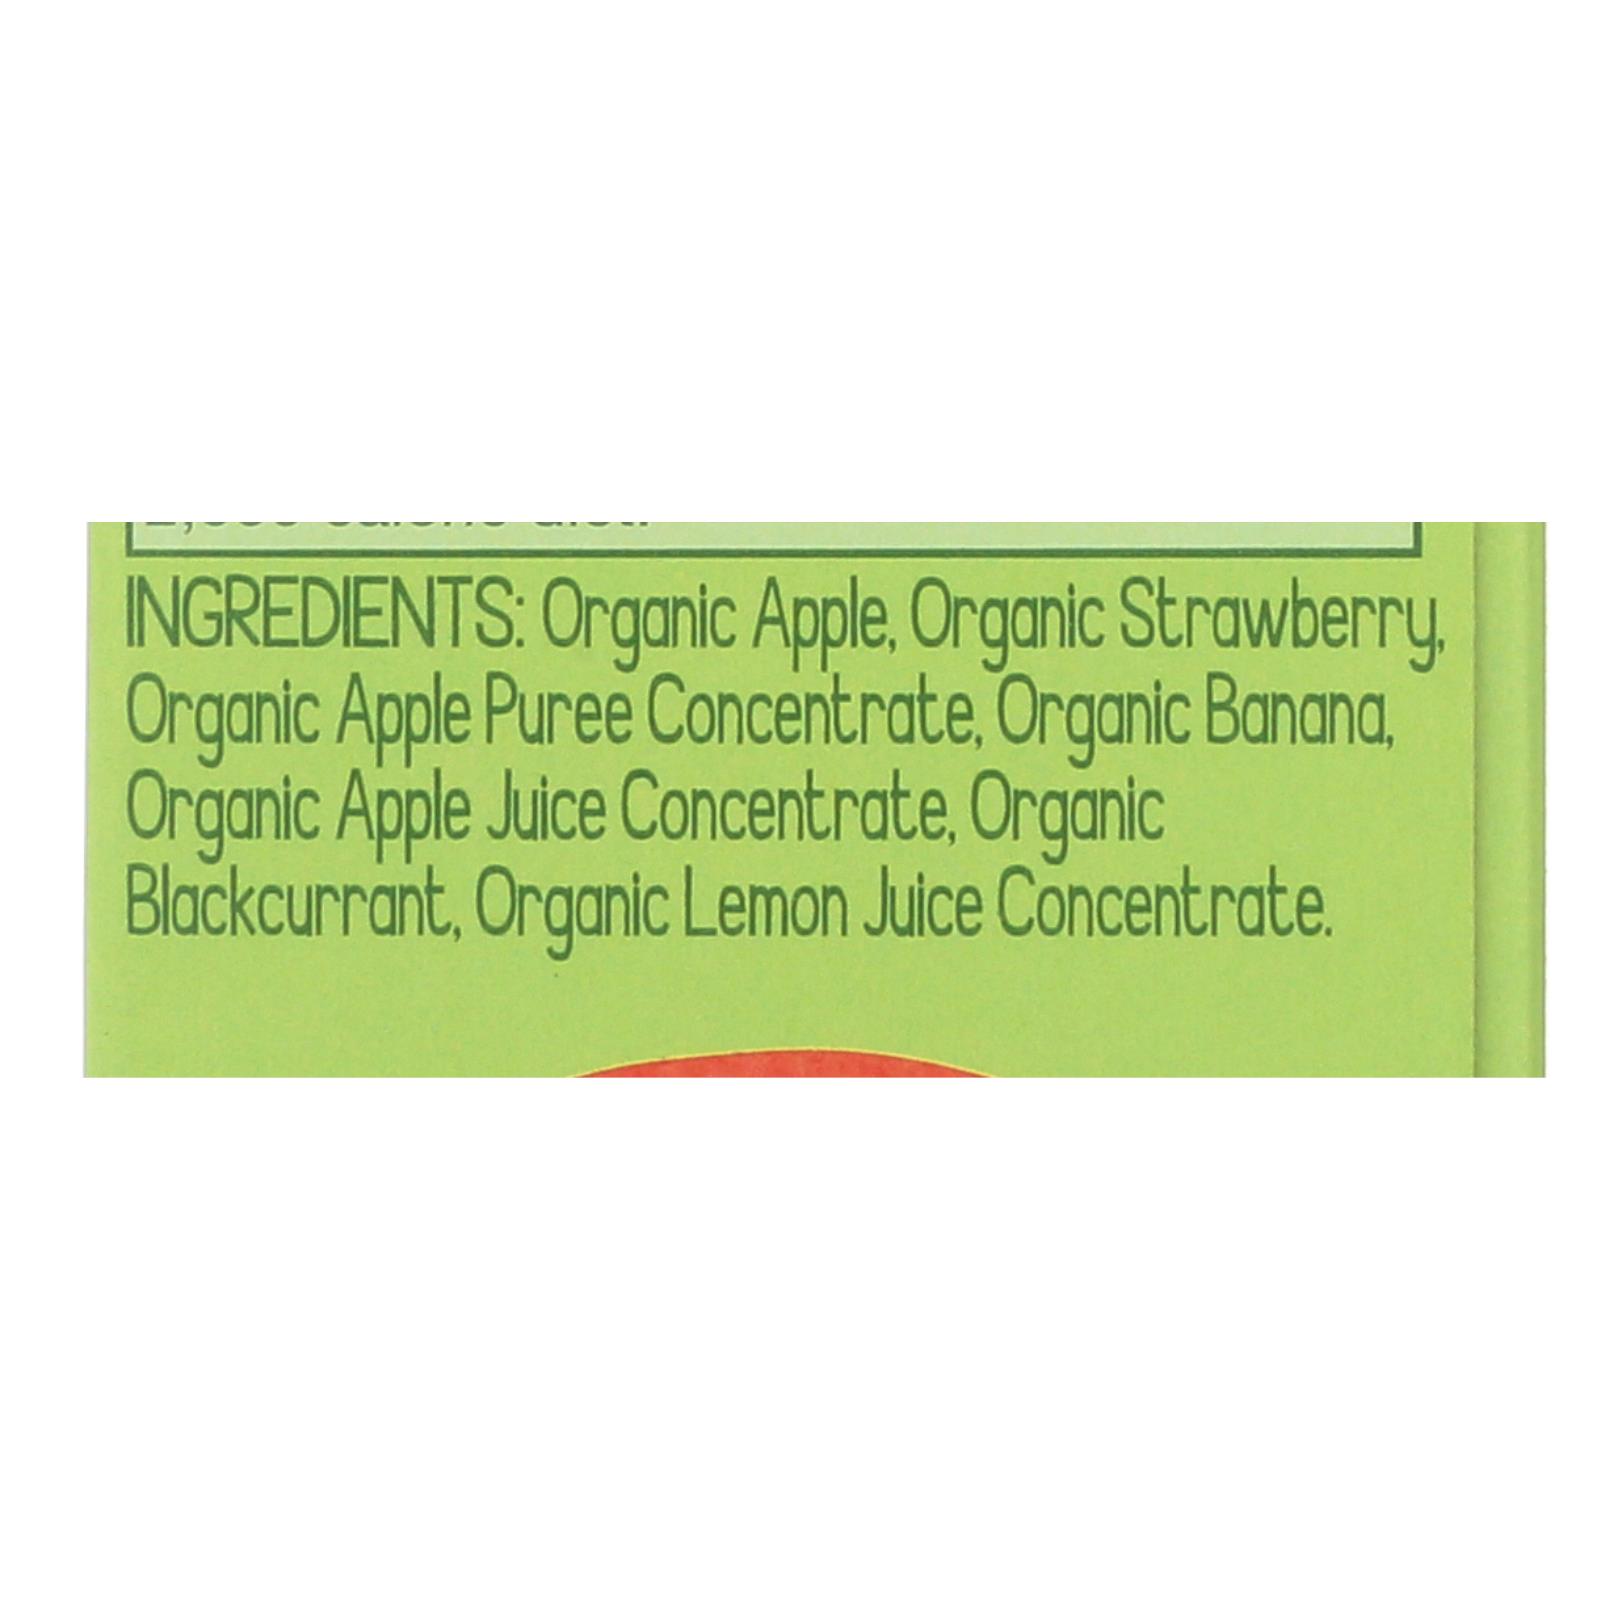 INGREDIENTS: Organic Apple, Organic Strawberry,
Organic Apple Puree Concentrate, Organic Banana,
Organic Apple Juice Concentrate, Organic
Blackcurrant, Organic Lemon Juice Concentrate.